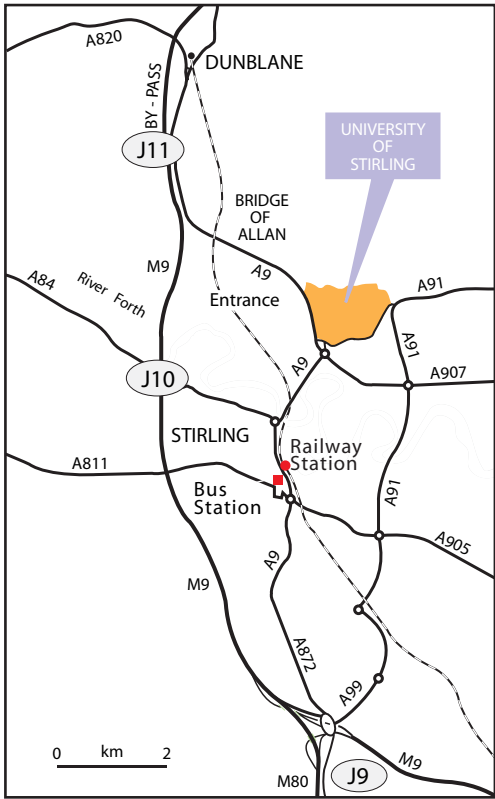 A820
DUNBLANE
BY - PASS
UNIVERSITY
OF
STIRLING
J11
BRIDGE
OF
ALLAN
M9
A9
A84
River Forth
Entrance
A91
A91
A9
A907
J10
STIRLING
Railway
Station
A811
Bus
Station
A91
A905
A9
M9
A872
A99
0 km 2
M9
M80
J9